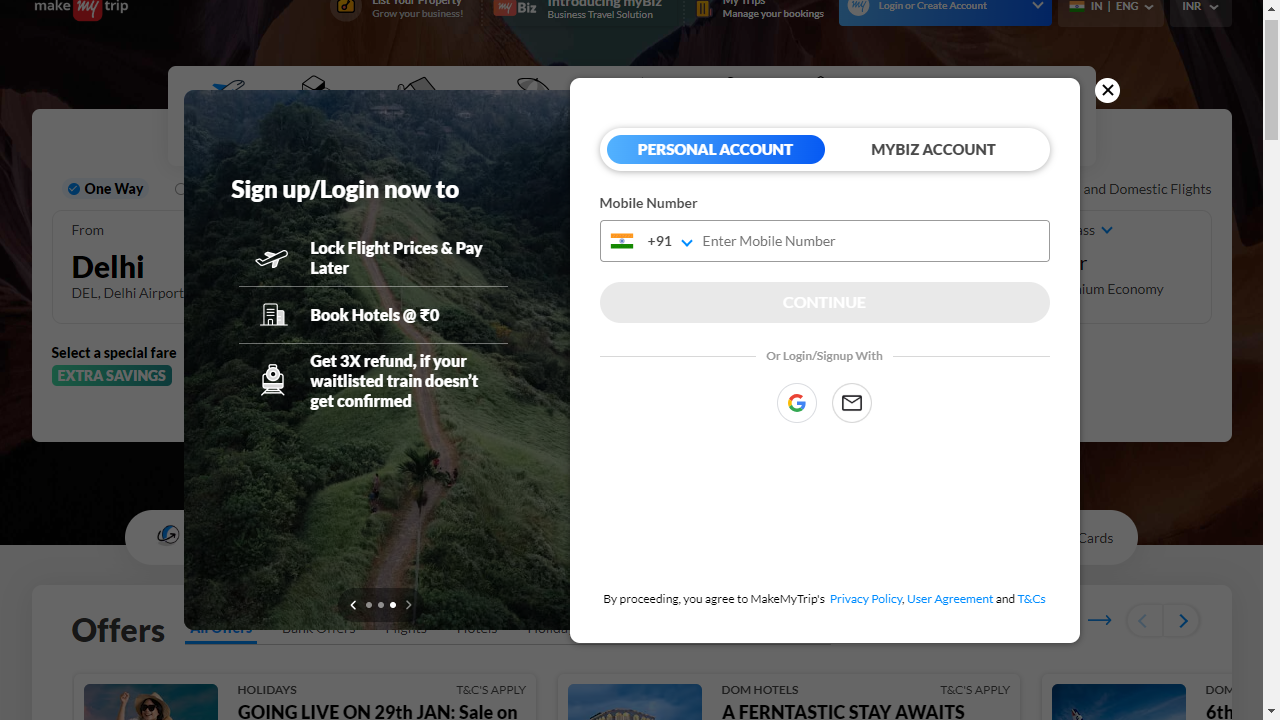 make my trip
List Your Property
Grow your business!
my Biz
Introducing myBiz
Business Travel Solution
My Trips
Manage your bookings
my
Login or Create Account
IN | ENG
INR
One Way
and Domestic Flights
From
Delhi
DEL, Delhi Airport
ium Economy
Select a special fare
EXTRA SAVINGS
Sign up/Login now to
Lock Flight Prices & Pay
Later
Book Hotels @ ₹0
Get 3X refund, if your
waitlisted train doesn't
get confirmed
PERSONAL ACCOUNT
MYBIZ ACCOUNT
Mobile Number
+91
Enter Mobile Number
CONTINUE
Or Login/Signup With
By proceeding, you agree to MakeMyTrip's Privacy Policy, User Agreement and T&Cs
Cards
Offers
All Offers
Bank Offers
Flights
Hotels
HOLIDAYS
T&C'S APPLY
GOING LIVE ON 29th JAN: Sale on
DOM HOTELS
T&C'S APPLY
A FERNTASTIC STAY AWAITS
DOM
6th